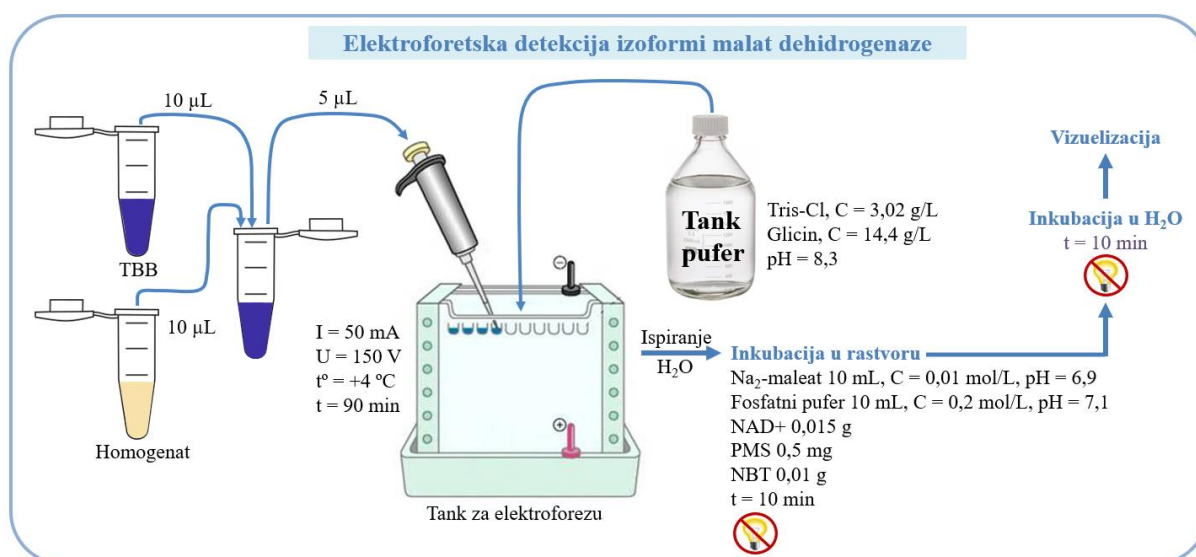 Elektroforetska detekcija izoformi malat dehidrogenaze
10 µL
5 µL
TBB
10 µL
Homogenat
I = 50 mA
U = 150 V
tº = +4 ºC
t = 90 min
Tank za elektroforezu
Tank
pufer
Tris-Cl, C = 3,02 g/L
Glicin, C = 14,4 g/L
pH = 8,3
Ispiranje
H₂O
Inkubacija u rastvoru
Na₂-maleat 10 mL, C = 0,01 mol/L, pH = 6,9
Fosfatni pufer 10 mL, C = 0,2 mol/L, pH = 7,1
NAD+ 0,015 g
PMS 0,5 mg
NBT 0,01 g
t = 10 min
Vizuelizacija
Inkubacija u H₂O
t = 10 min